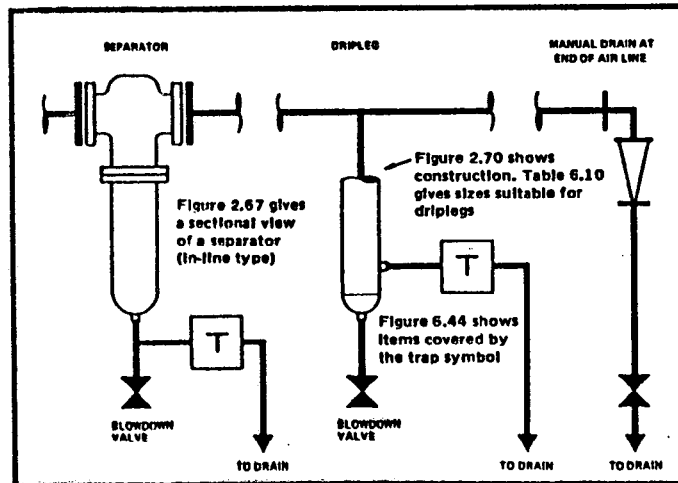 SEPARATOR
DRIPLEG
MANUAL DRAIN AT
END OF AIR LINE
Figure 2.67 gives
a sectional view
of a separator
(in-line type)
Figure 2.70 shows
construction. Table 6.10
gives sizes suitable for
driplegs
T
T
Figure 6.44 shows
items covered by
the trap symbol
BLOWDOWN
VALVE
BLOWDOWN
VALVE
TO DRAIN
TO DRAIN
TO DRAIN